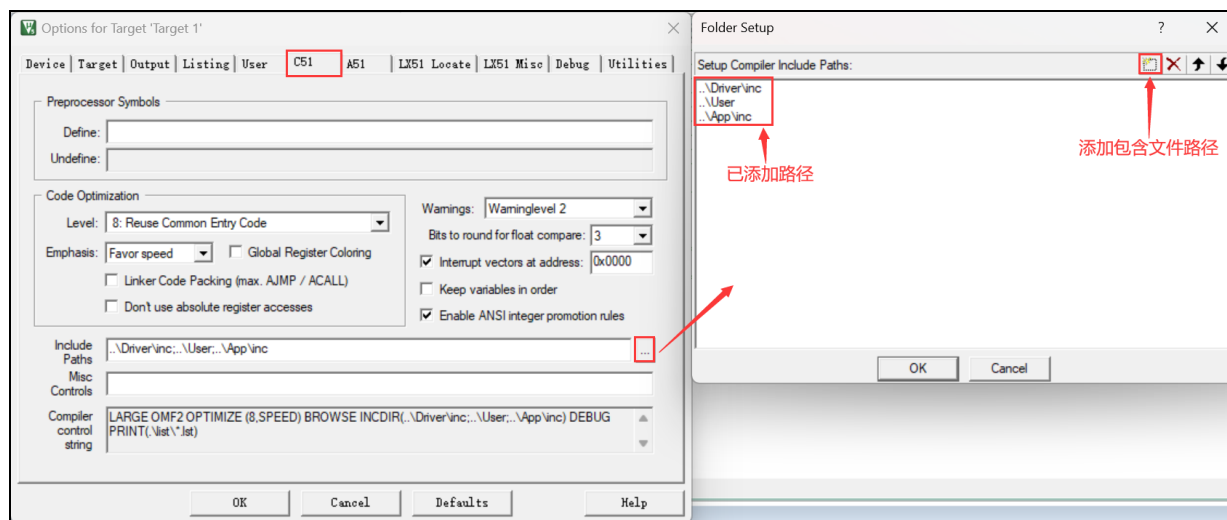 Options for Target 'Target 1'
Device Target Output Listing User C51 A51 LX51 Locate LX51 Misc Debug Utilities
Preprocessor Symbols
Define:
Undefine:
Code Optimization
Level: 8: Reuse Common Entry Code
Emphasis: Favor speed Global Register Coloring
Linker Code Packing (max. AJMP / ACALL)
Don't use absolute register accesses
Warnings: Warninglevel 2
Bits to round for float compare: 3
Interrupt vectors at address: 0x0000
Keep variables in order
Enable ANSI integer promotion rules
Include Paths ..\Driver\inc;..\User;..\App\inc ...
Misc Controls
Compiler control string LARGE OMF2 OPTIMIZE (8,SPEED) BROWSE INCDIR(..\Driver\inc;..\User;..\App\inc) DEBUG
PRINT(.\list\*.lst)
OK Cancel Defaults Help
Folder Setup
?
Setup Compiler Include Paths:
..\Driver\inc
..\User
..\App\inc
已添加路径
添加包含文件路径
OK Cancel